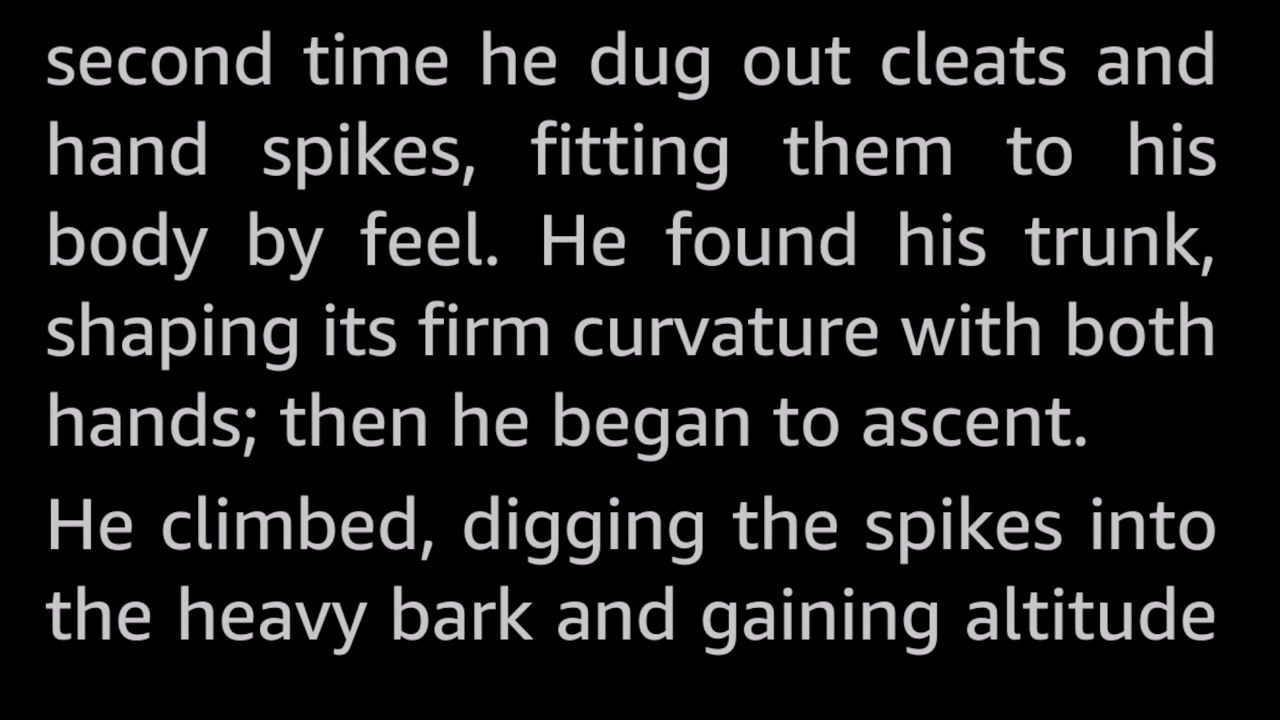 second time he dug out cleats and
hand spikes, fitting them to his
body by feel. He found his trunk,
shaping its firm curvature with both
hands; then he began to ascent.
He climbed, digging the spikes into
the heavy bark and gaining altitude